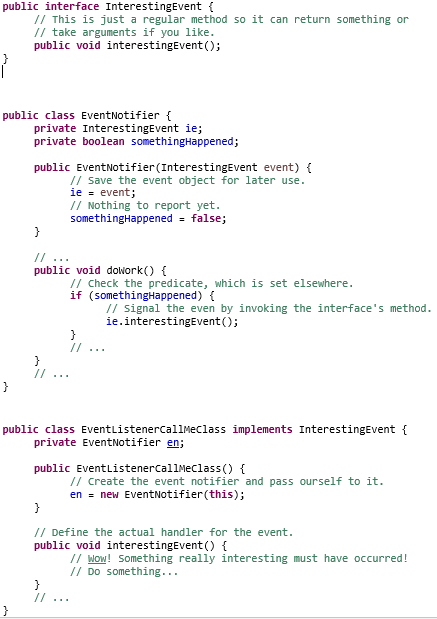 public interface InterestingEvent {
// This is just a regular method so it can return something or
// take arguments if you like.
public void interestingEvent();
}
public class EventNotifier {
private InterestingEvent ie;
private boolean somethingHappened;
public EventNotifier(InterestingEvent event) {
// Save the event object for later use.
ie = event;
// Nothing to report yet.
somethingHappened = false;
}
// ...
public void doWork() {
// Check the predicate, which is set elsewhere.
if (somethingHappened) {
// Signal the even by invoking the interface's method.
ie.interestingEvent();
}
// ...
}
// ...
}
public class EventListenerCallMeClass implements InterestingEvent {
private EventNotifier en;
public EventListenerCallMeClass() {
// Create the event notifier and pass ourself to it.
en = new EventNotifier(this);
}
// Define the actual handler for the event.
public void interestingEvent() {
// Wow! Something really interesting must have occurred!
// Do something...
}
// ...
}